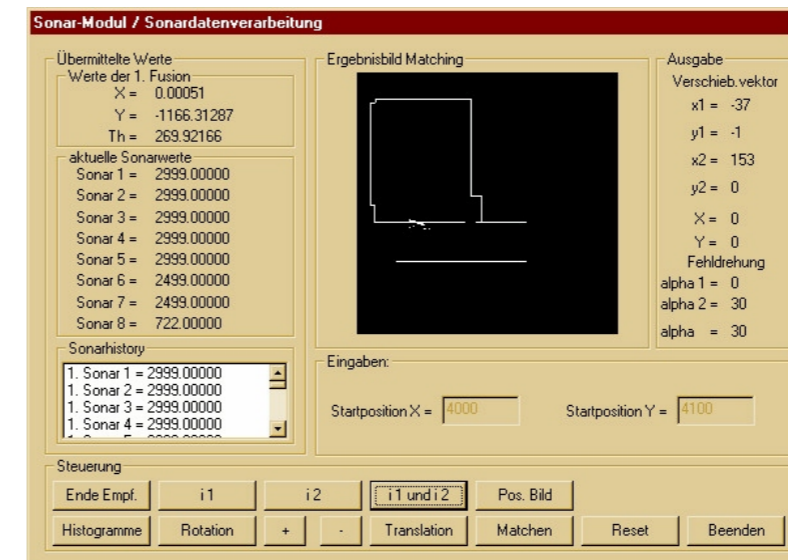 Sonar-Modul / Sonardatenverarbeitung
Übermittelte Werte
Werte der 1. Fusion
X = 0.00051
Y = -1166.31287
Th = 269.92166
aktuelle Sonarwerte
Sonar 1 = 2999.00000
Sonar 2 = 2999.00000
Sonar 3 = 2999.00000
Sonar 4 = 2999.00000
Sonar 5 = 2999.00000
Sonar 6 = 2499.00000
Sonar 7 = 2499.00000
Sonar 8 = 722.00000
Sonarhistory
1. Sonar 1 = 2999.00000
1. Sonar 2 = 2999.00000
1. Sonar 3 = 2999.00000
1. Sonar 4 = 2999.00000
Ergebnisbild Matching
Ausgabe
Verschieb.vektor
x1 = -37
y1 = -1
x2 = 153
y2 = 0
X = 0
Y = 0
Fehldrehung
alpha 1 = 0
alpha 2 = 30
alpha = 30
Eingaben:
Startposition X = 4000 Startposition Y = 4100
Steuerung
Ende Empf. i 1 i 2 i 1 und i 2 Pos. Bild
Histogramme Rotation + - Translation Matchen Reset Beenden